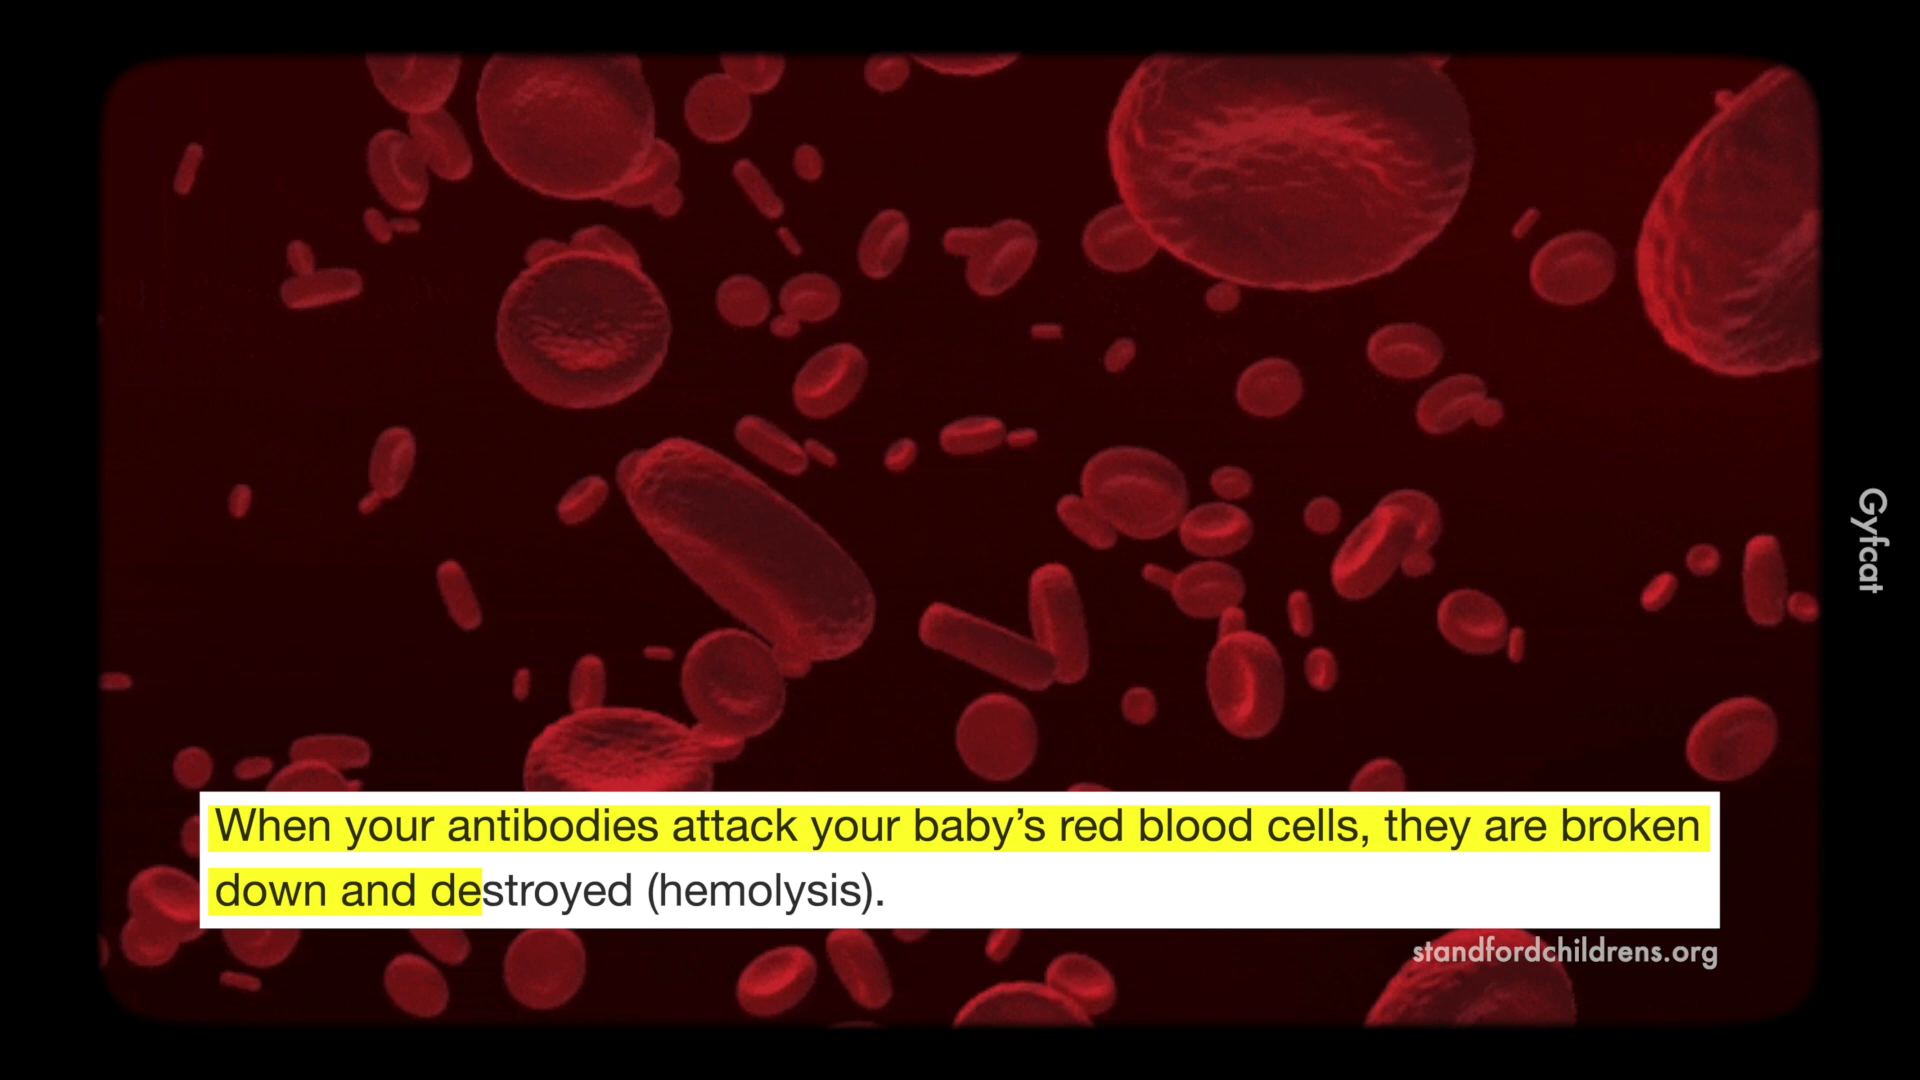 Gyfcat
When your antibodies attack your baby’s red blood cells, they are broken
down and destroyed (hemolysis).
standfordchildrens.org